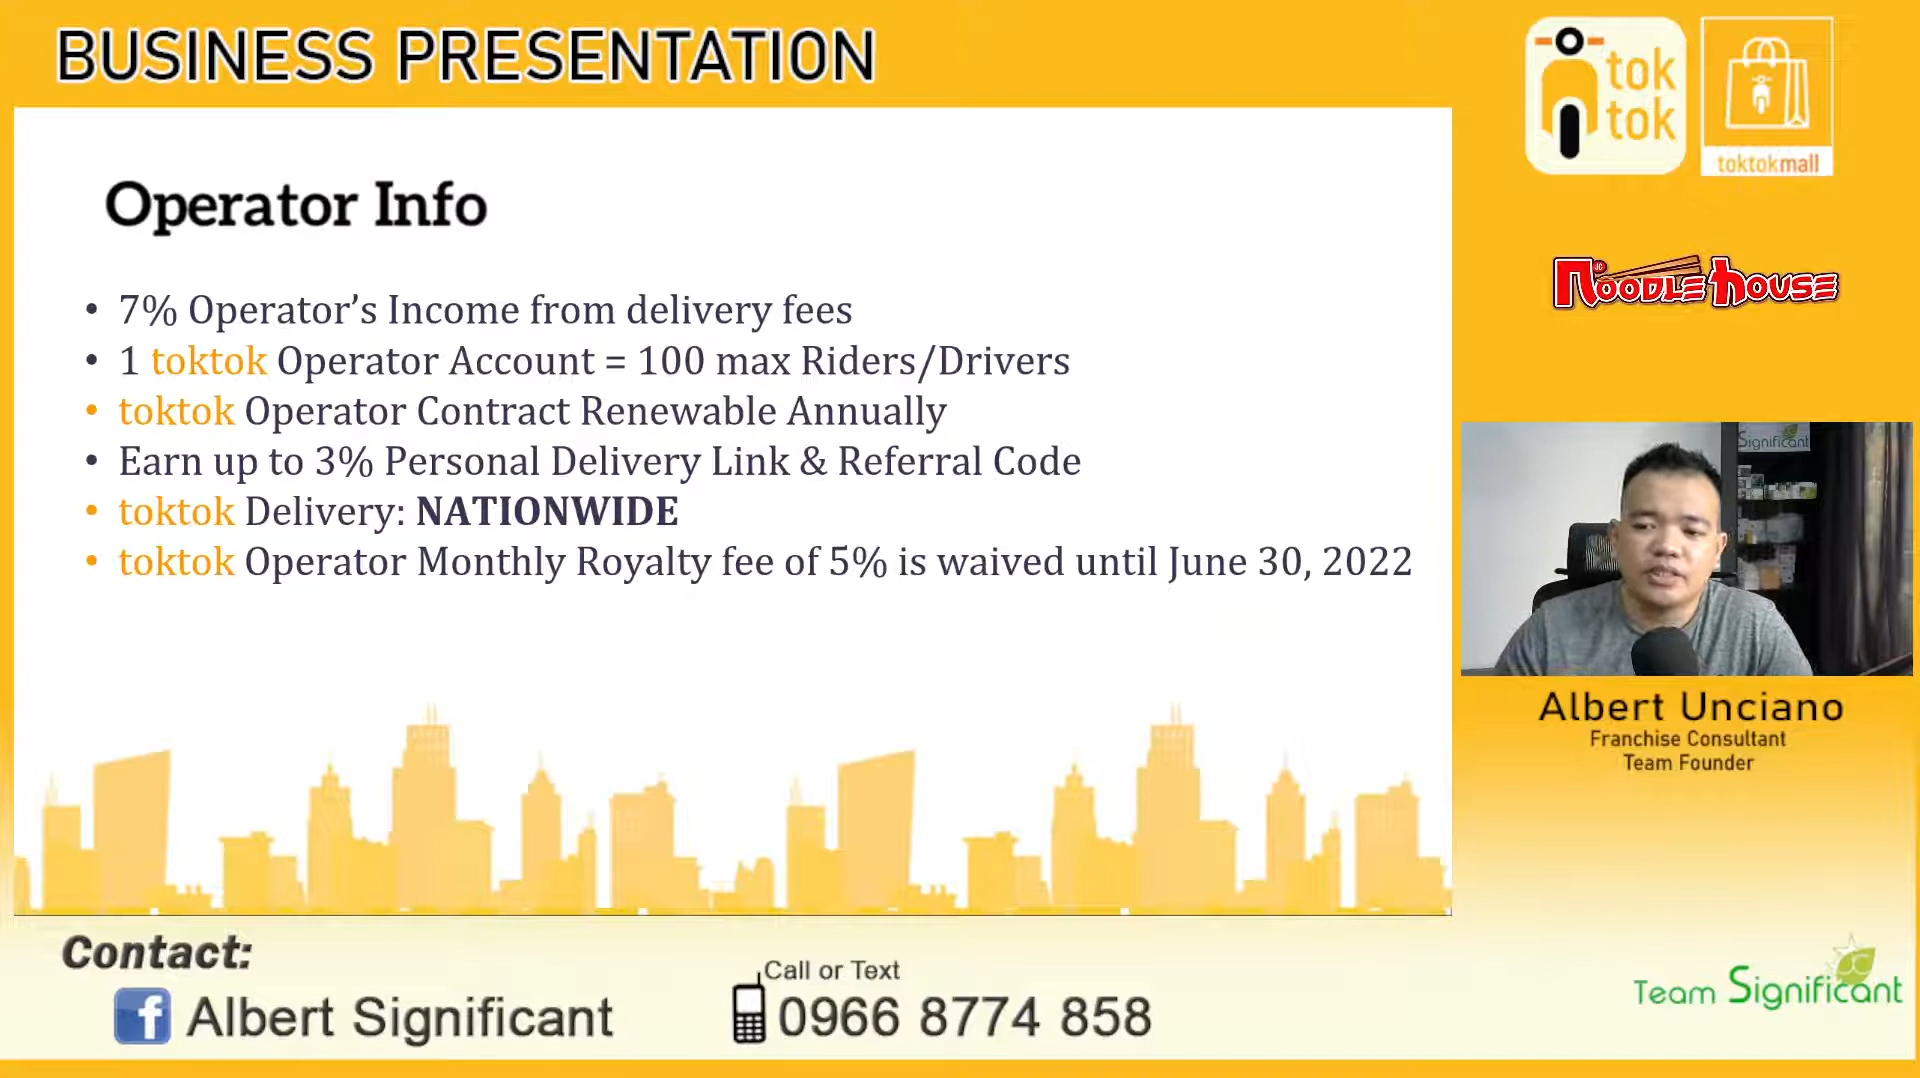 BUSINESS PRESENTATION
tok
tok
toktokmall
Operator Info
• 7% Operator’s Income from delivery fees
• 1 toktok Operator Account = 100 max Riders/Drivers
• toktok Operator Contract Renewable Annually
• Earn up to 3% Personal Delivery Link & Referral Code
• toktok Delivery: NATIONWIDE
• toktok Operator Monthly Royalty fee of 5% is waived until June 30, 2022
JC
Noodle House
Significant
Albert Unciano
Franchise Consultant
Team Founder
Contact:
f Albert Significant
Call or Text
0966 8774 858
JC
Team Significant